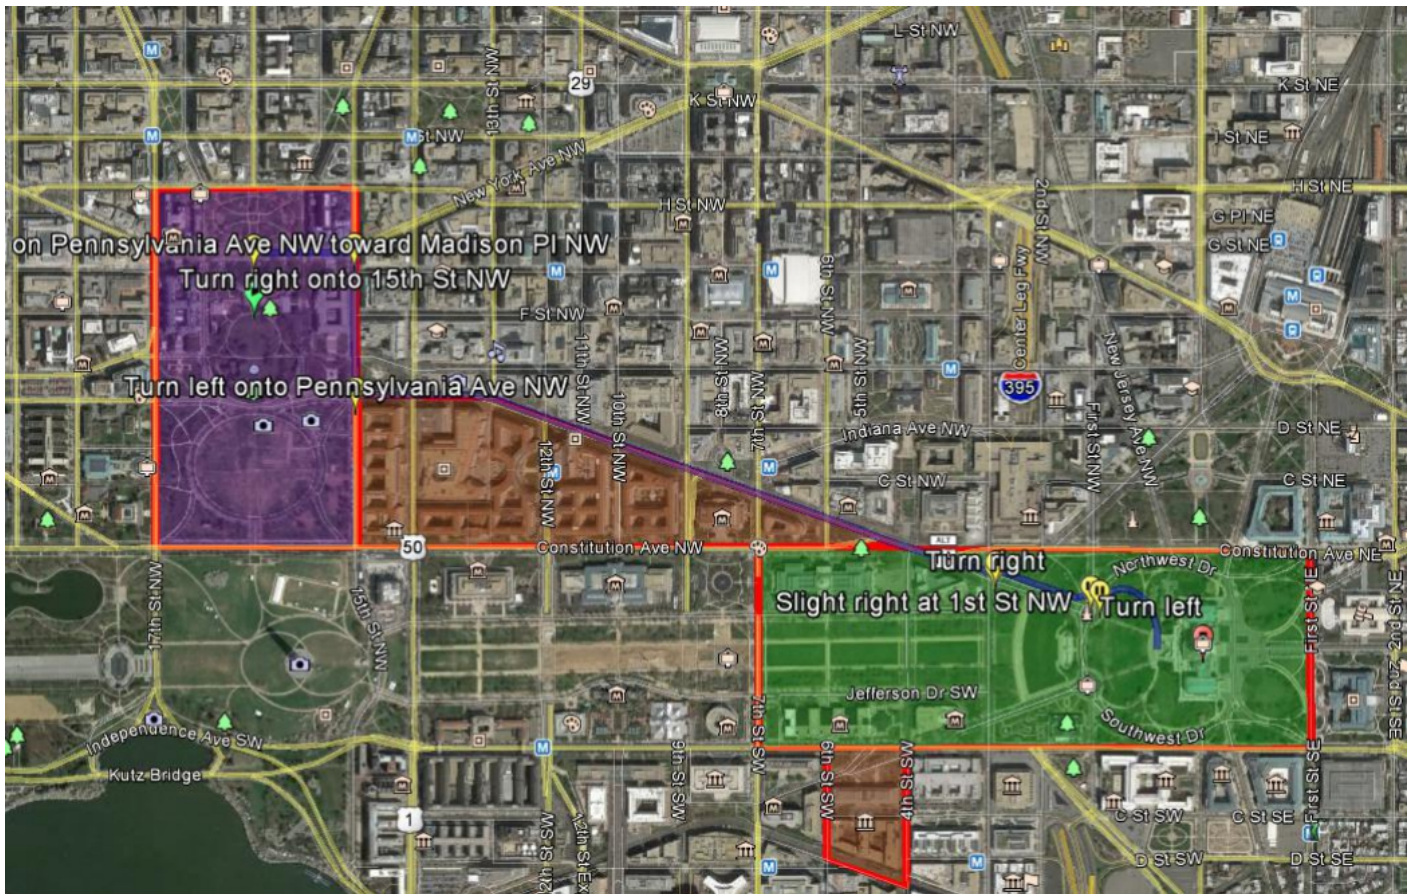 L St NW
29
K St NW
K St NE
13th St NW
St NW
I St NE
New York Ave NW
H St NW
H St NE
2nd St NW
G Pl NE
G St NE
on Pennsylvania Ave NW toward Madison Pl NW
Turn right onto 15th St NW
6th St NW
Center Leg Fwy
F St NW
11th St NW
Turn left onto Pennsylvania Ave NW
8th St NW
7th St NW
5th St NW
395
New Jersey Ave NW
10th St NW
First St NW
Indiana Ave NW
D St NE
12th St NW
C St NW
C St NE
50
Constitution Ave NW
ALT
Constitution Ave NE
Turn right
Northwest Dr
17th St NW
15th St NW
Slight right at 1st St NW
Turn left
First St NE
2nd St NE
Jefferson Dr SW
7th St SW
Southwest Dr
Independence Ave SW
2nd St SE
Kutz Bridge
9th St SW
6th St SW
4th St SW
First St SE
1
C St SW
C St SE
2th St SW
12th St Ex
D St SW
D St SE